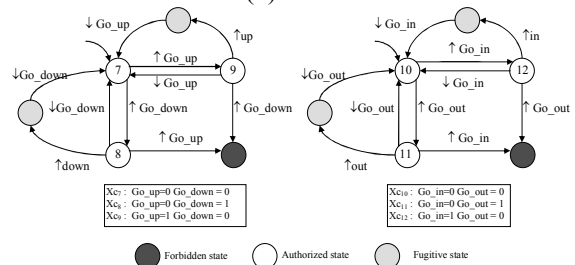 ↓ Go_up
↑up
↑ Go_up
7
9
↓ Go_up
↓Go_down
↓Go_down
↑ Go_down
↑ Go_down
↑ Go_up
8
↑down
Xc₇ : Go_up=0 Go_down = 0
Xc₈ : Go_up=0 Go_down = 1
Xc₉ : Go_up=1 Go_down = 0
↓ Go_in
↑in
↑ Go_in
10
12
↓ Go_in
↓Go_out
↓Go_out
↑ Go_out
↑ Go_out
↑ Go_in
11
↑out
Xc₁₀ : Go_in=0 Go_out = 0
Xc₁₁ : Go_in=0 Go_out = 1
Xc₁₂ : Go_in=1 Go_out = 0
Forbidden state
Authorized state
Fugitive state